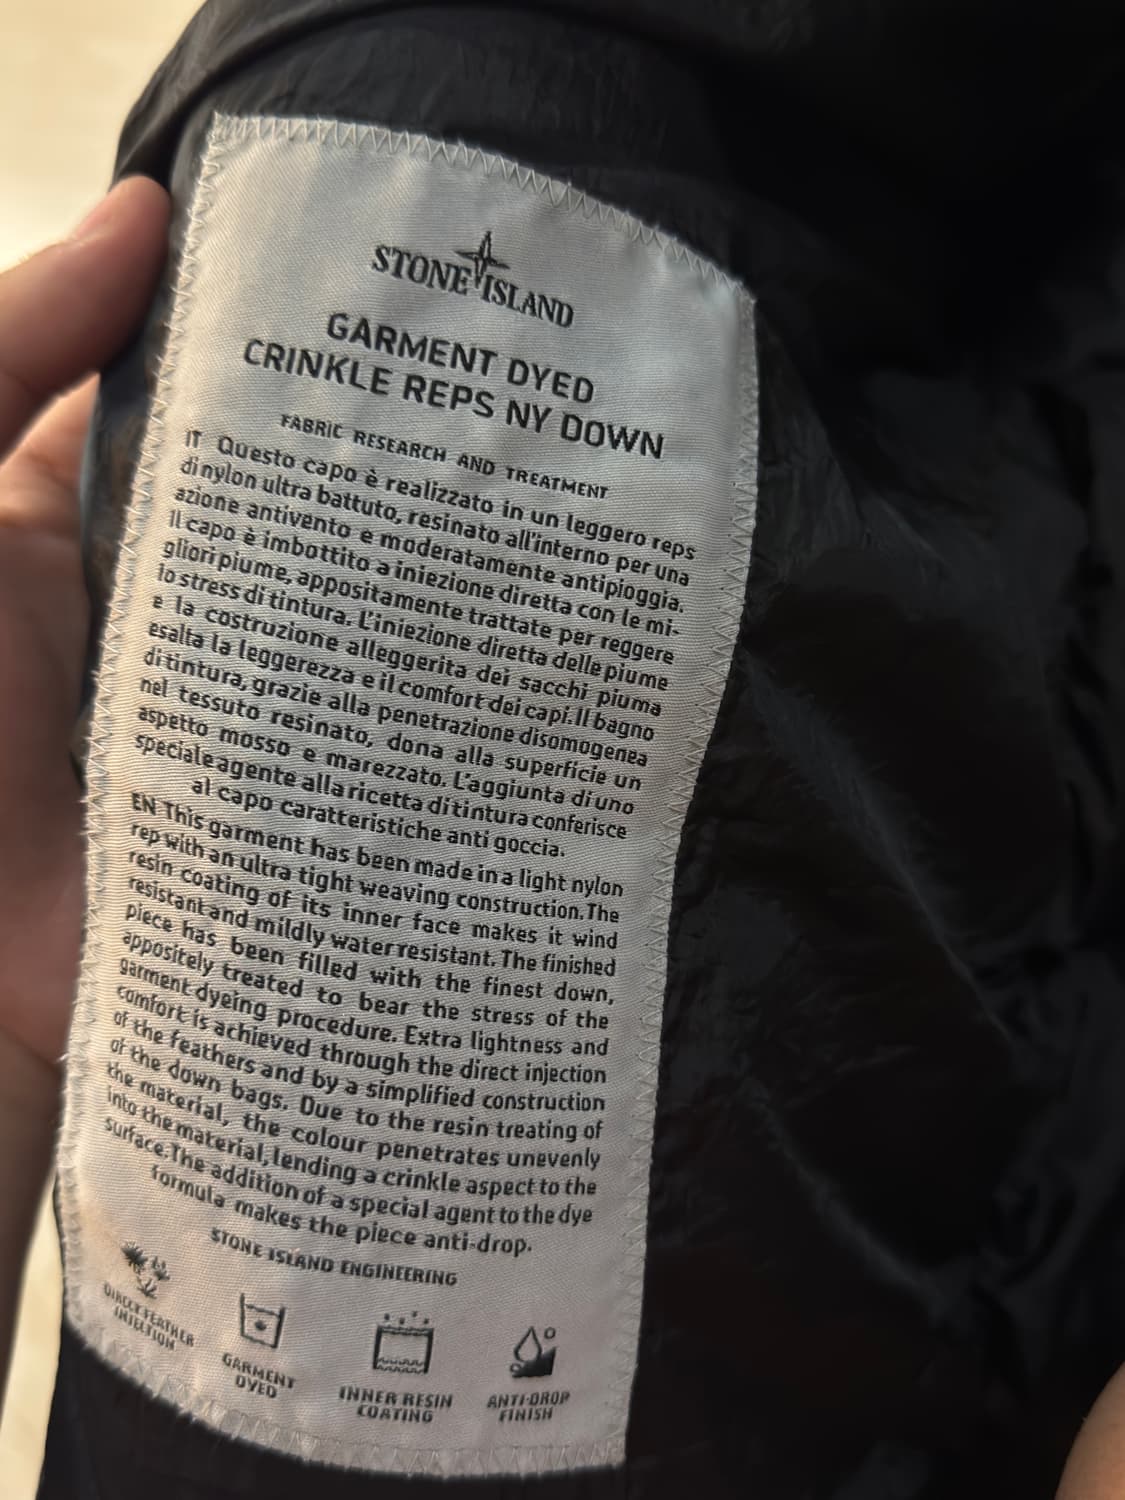 STONE ISLAND
GARMENT DYED
CRINKLE REPS NY DOWN
FABRIC RESEARCH AND TREATMENT
IT Questo capo è realizzato in un leggero reps
di nylon ultra battuto, resinato all'interno per una
azione antivento e moderatamente antipioggia.
Il capo è imbottito a iniezione diretta con le mi-
gliori piume, appositamente trattate per reggere
lo stress di tintura. L'iniezione diretta delle piume
e la costruzione alleggerita dei sacchi piuma
esalta la leggerezza e il comfort dei capi. Il bagno
di tintura, grazie alla penetrazione disomogenea
nel tessuto resinato, dona alla superficie un
aspetto mosso e marezzato. L'aggiunta di uno
speciale agente alla ricetta di tintura conferisce
al capo caratteristiche anti goccia.
EN This garment has been made in a light nylon
rep with an ultra tight weaving construction. The
resin coating of its inner face makes it wind
resistant and mildly water resistant. The finished
piece has been filled with the finest down,
appositely treated to bear the stress of the
garment dyeing procedure. Extra lightness and
comfort is achieved through the direct injection
of the feathers and by a simplified construction
of the down bags. Due to the resin treating of
the material, the colour penetrates unevenly
into the material, lending a crinkle aspect to the
surface. The addition of a special agent to the dye
formula makes the piece anti-drop.
STONE ISLAND ENGINEERING
DIRECT FEATHER
INJECTION
GARMENT
DYED
INNER RESIN
COATING
ANTI-DROP
FINISH